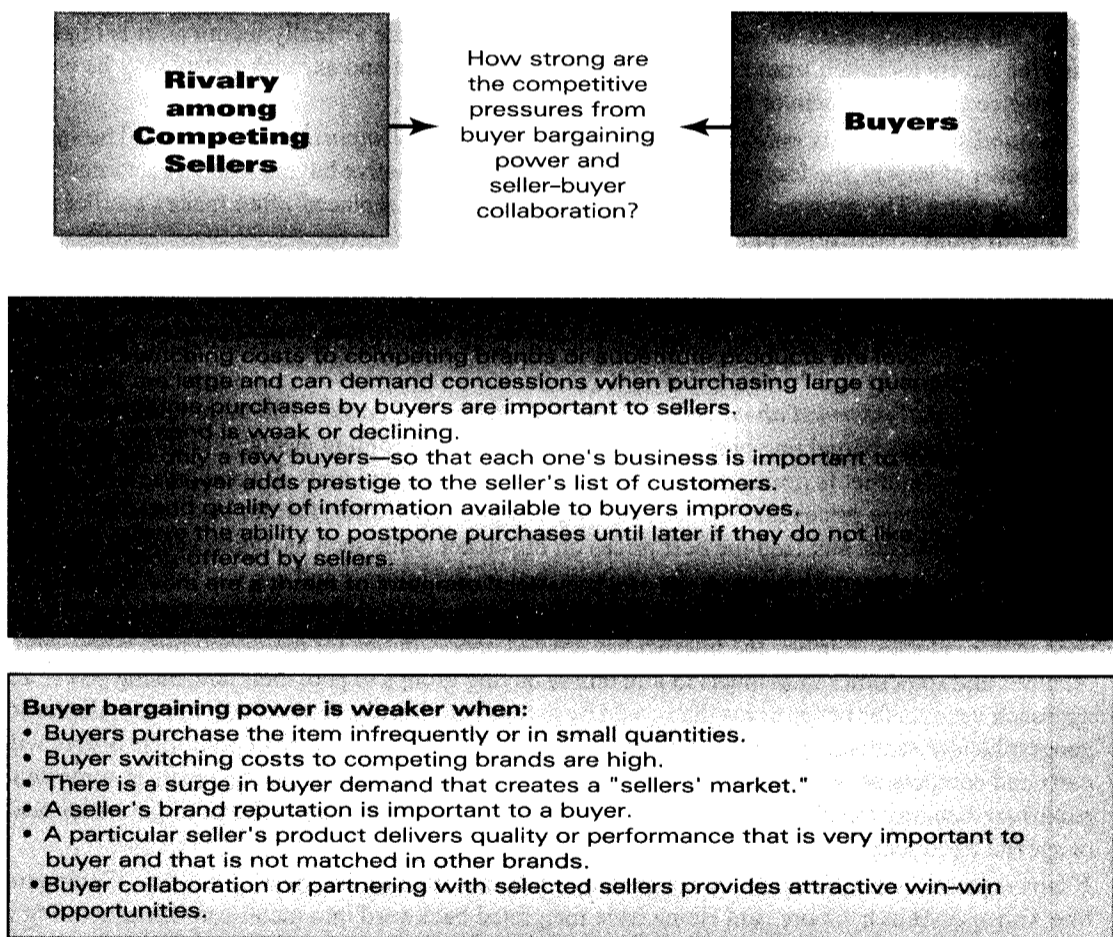 Rivalry
among
Competing
Sellers
How strong are
the competitive
pressures from
buyer bargaining
power and
seller–buyer
collaboration?
Buyers
switching costs to competing brands or substitute products are
large and can demand concessions when purchasing large
purchases by buyers are important to sellers.
is weak or declining.
a few buyers—so that each one's business is important to
adds prestige to the seller's list of customers.
quality of information available to buyers improves.
the ability to postpone purchases until later if they do not like
offered by sellers.
are a threat to
Buyer bargaining power is weaker when:
• Buyers purchase the item infrequently or in small quantities.
• Buyer switching costs to competing brands are high.
• There is a surge in buyer demand that creates a "sellers' market."
• A seller's brand reputation is important to a buyer.
• A particular seller's product delivers quality or performance that is very important to
buyer and that is not matched in other brands.
• Buyer collaboration or partnering with selected sellers provides attractive win–win
opportunities.